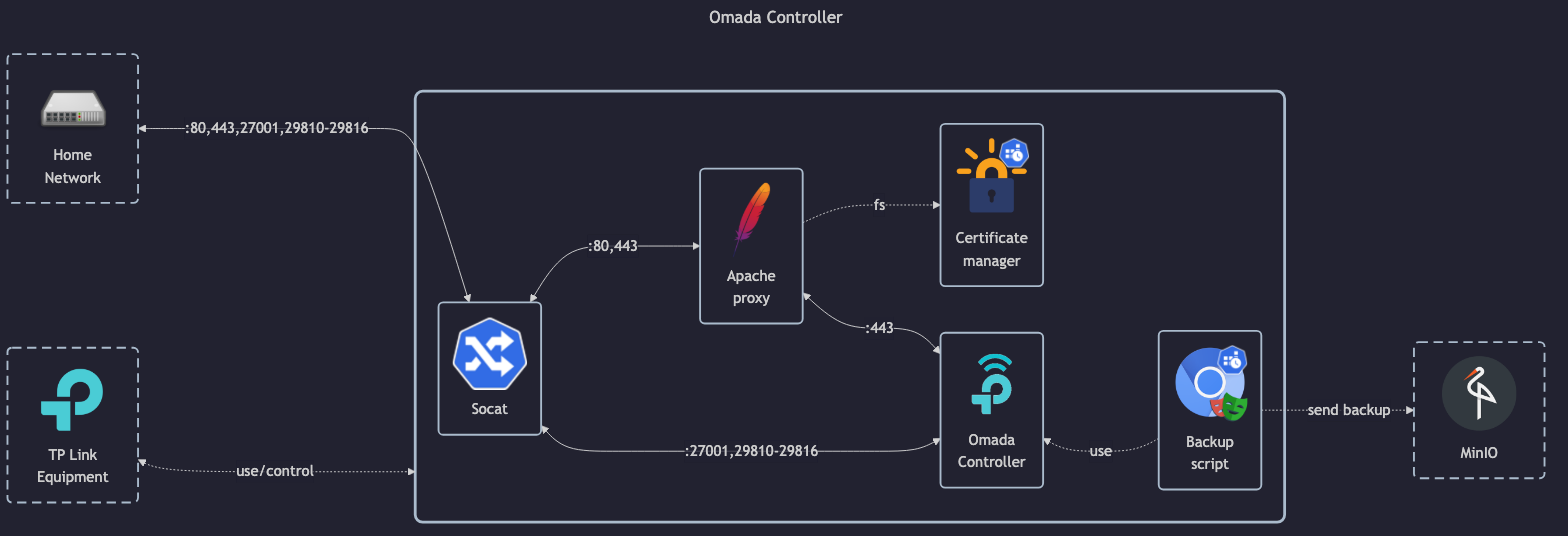 Omada Controller
Home
Network
:80,443,27001,29810-29816
:80,443
Apache
proxy
fs
Certificate
manager
:443
Socat
:27001,29810-29816
Omada
Controller
use
Backup
script
send backup
MinIO
TP Link
Equipment
use/control